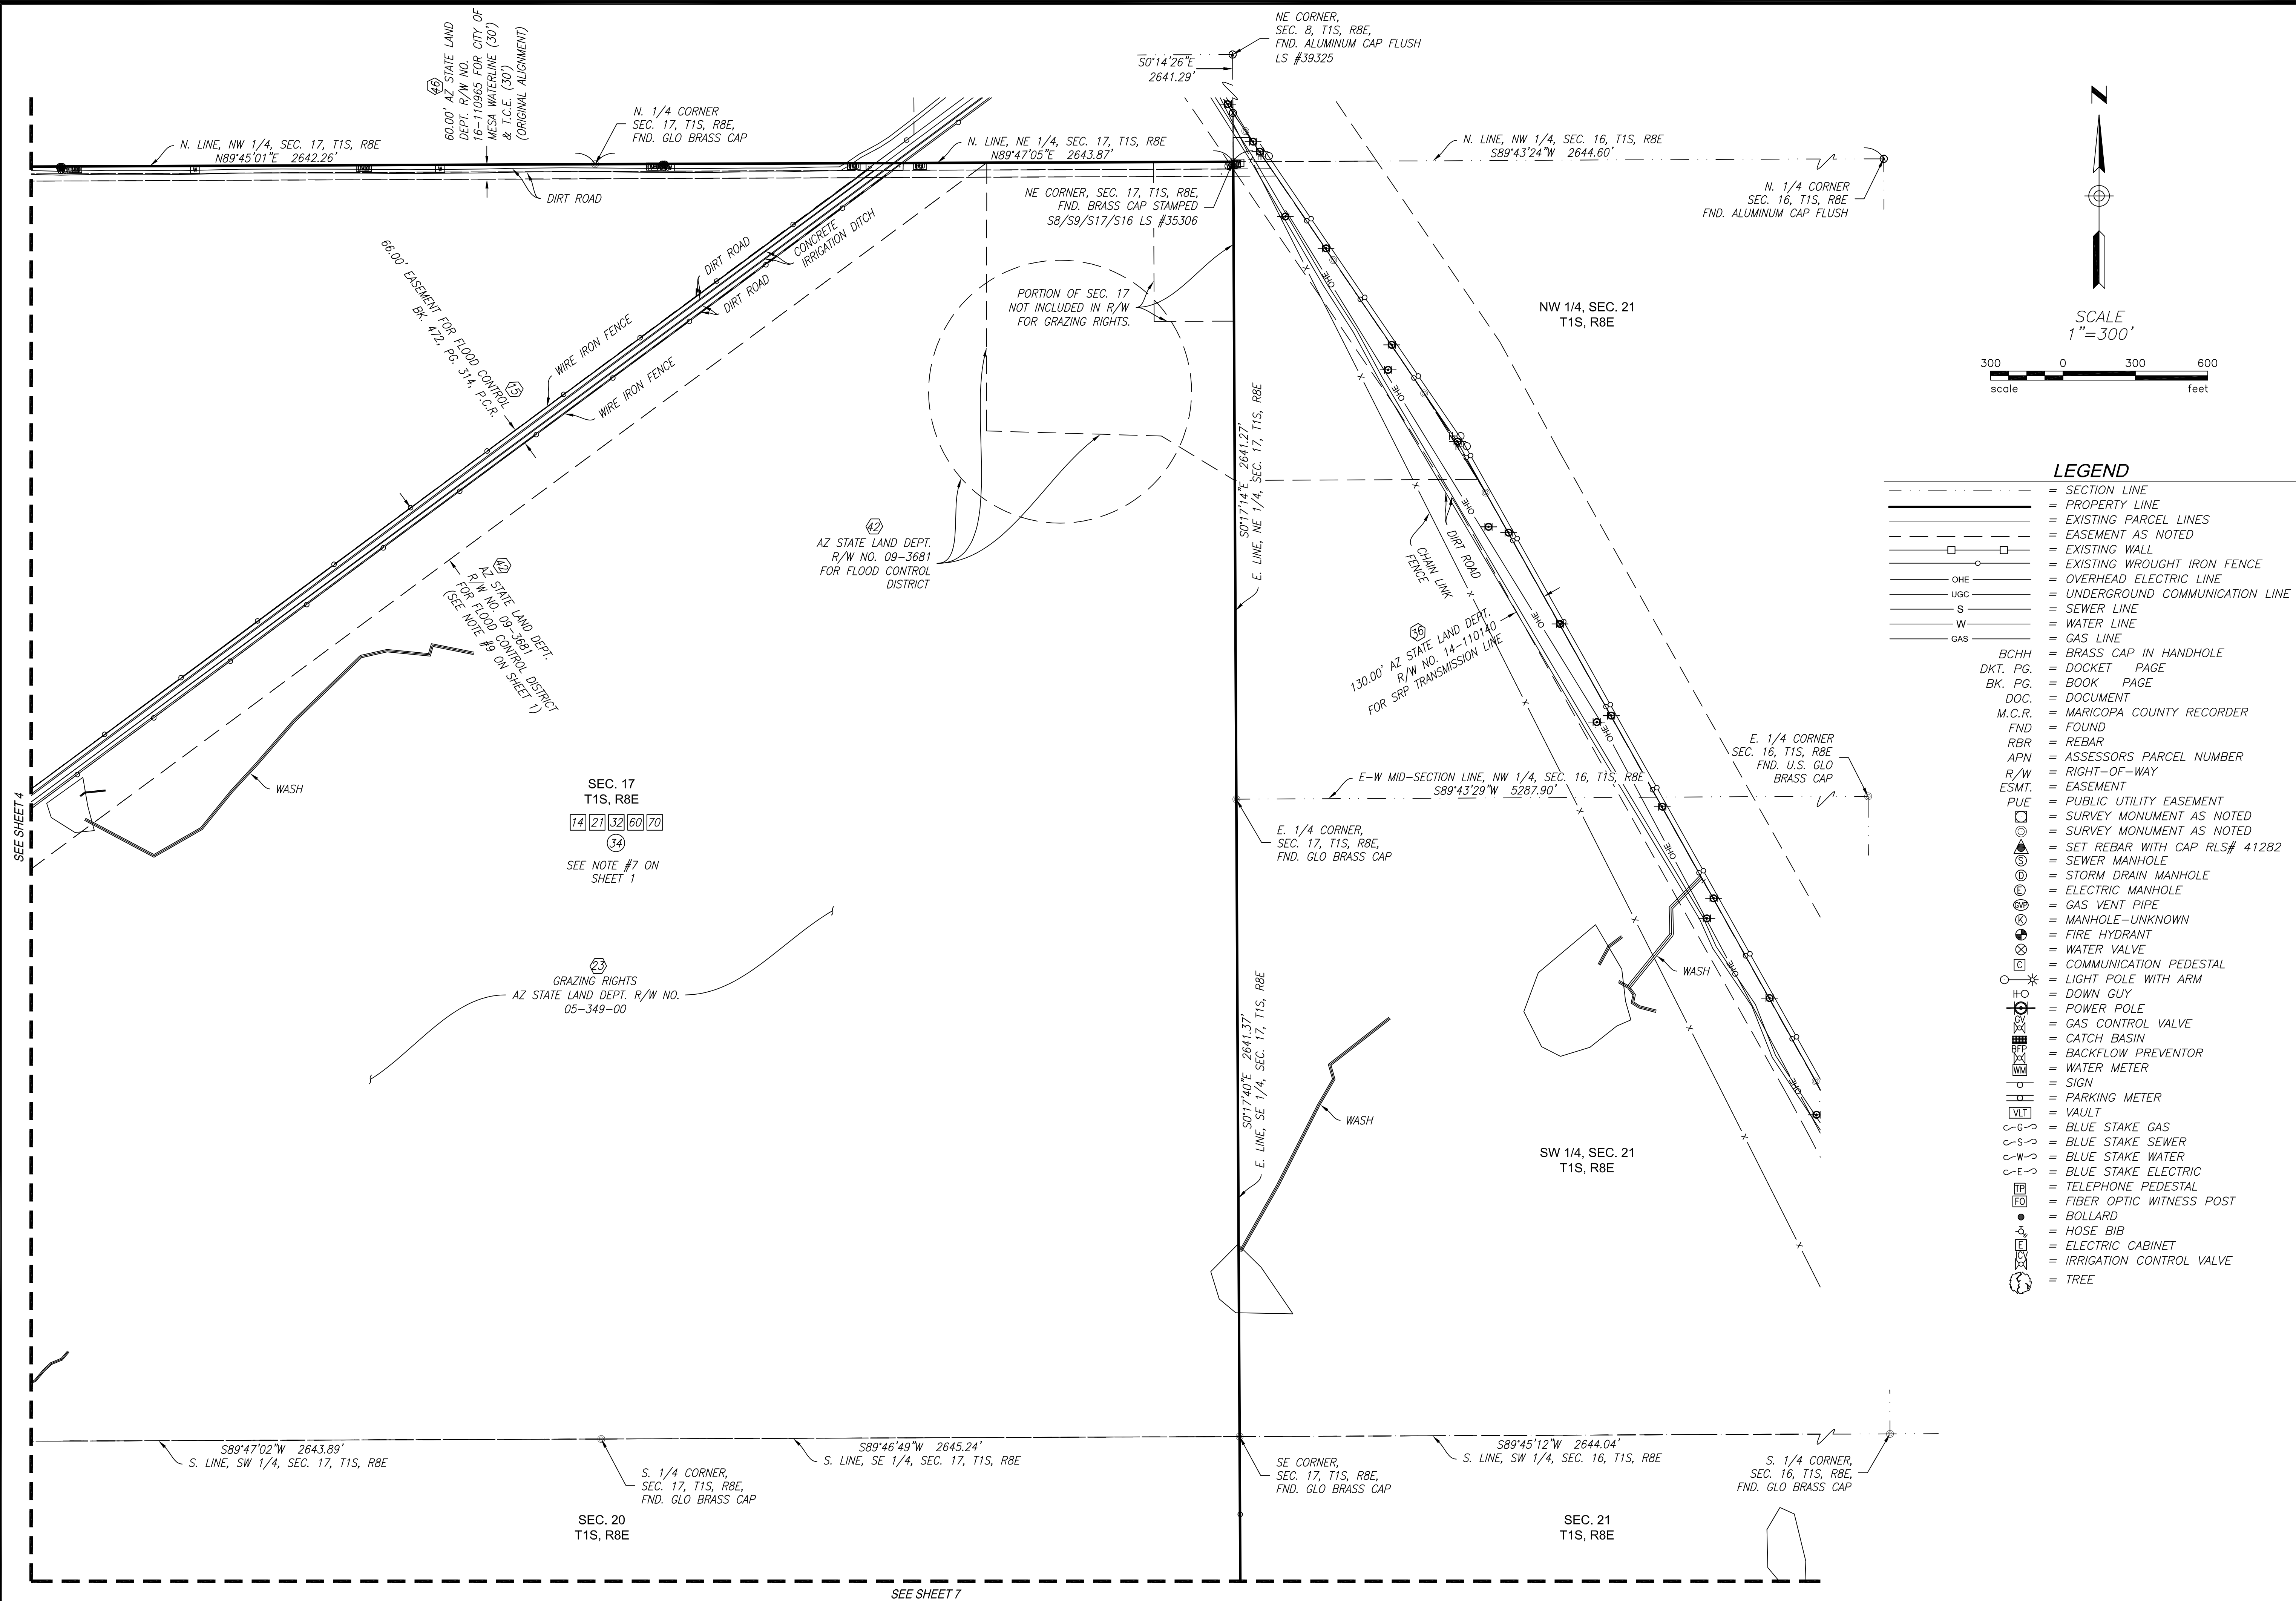 NE CORNER,
SEC. 8, T1S, R8E,
FND. ALUMINUM CAP FLUSH
LS #39325
S0°14'26"E
2641.29'
46
60.00' AZ STATE LAND
DEPT. R/W NO.
16-110965 FOR CITY OF
MESA WATERLINE (30')
& T.C.E. (30')
(ORIGINAL ALIGNMENT)
N. 1/4 CORNER
SEC. 17, T1S, R8E,
FND. GLO BRASS CAP
N. LINE, NW 1/4, SEC. 17, T1S, R8E
N89°45'01"E 2642.26'
N. LINE, NE 1/4, SEC. 17, T1S, R8E
N89°47'05"E 2643.87'
N. LINE, NW 1/4, SEC. 16, T1S, R8E
S89°43'24"W 2644.60'
DIRT ROAD
NE CORNER, SEC. 17, T1S, R8E,
FND. BRASS CAP STAMPED
S8/S9/S17/S16 LS #35306
N. 1/4 CORNER
SEC. 16, T1S, R8E
FND. ALUMINUM CAP FLUSH
N
SCALE
1"=300'
300 0 300 600
scale feet
66.00' EASEMENT FOR FLOOD CONTROL
BK. 472, PG. 314, P.C.R.
15
DIRT ROAD
CONCRETE
IRRIGATION DITCH
DIRT ROAD
WIRE IRON FENCE
WIRE IRON FENCE
PORTION OF SEC. 17
NOT INCLUDED IN R/W
FOR GRAZING RIGHTS.
NW 1/4, SEC. 21
T1S, R8E
OHE
OHE
OHE
OHE
OHE
OHE
OHE
OHE
OHE
S0°17'14"E 2641.27'
E. LINE, NE 1/4, SEC. 17, T1S, R8E
42
AZ STATE LAND DEPT.
R/W NO. 09-3681
FOR FLOOD CONTROL
DISTRICT
42
AZ STATE LAND DEPT.
R/W NO. 09-3681
FOR FLOOD CONTROL DISTRICT
(SEE NOTE #9 ON SHEET 1)
CHAIN LINK
FENCE
DIRT ROAD
36
130.00' AZ STATE LAND DEPT.
R/W NO. 14-110140
FOR SRP TRANSMISSION LINE
WASH
SEC. 17
T1S, R8E
14 21 32 60 70
34
SEE NOTE #7 ON
SHEET 1
SEE SHEET 4
E-W MID-SECTION LINE, NW 1/4, SEC. 16, T1S, R8E
S89°43'29"W 5287.90'
E. 1/4 CORNER
SEC. 16, T1S, R8E
FND. U.S. GLO
BRASS CAP
E. 1/4 CORNER,
SEC. 17, T1S, R8E,
FND. GLO BRASS CAP
23
GRAZING RIGHTS
AZ STATE LAND DEPT. R/W NO.
05-349-00
WASH
S0°17'40"E 2641.37'
E. LINE, SE 1/4, SEC. 17, T1S, R8E
WASH
SW 1/4, SEC. 21
T1S, R8E
S89°47'02"W 2643.89'
S. LINE, SW 1/4, SEC. 17, T1S, R8E
S89°46'49"W 2645.24'
S. LINE, SE 1/4, SEC. 17, T1S, R8E
S89°45'12"W 2644.04'
S. LINE, SW 1/4, SEC. 16, T1S, R8E
S. 1/4 CORNER,
SEC. 17, T1S, R8E,
FND. GLO BRASS CAP
SE CORNER,
SEC. 17, T1S, R8E,
FND. GLO BRASS CAP
S. 1/4 CORNER,
SEC. 16, T1S, R8E,
FND. GLO BRASS CAP
SEC. 20
T1S, R8E
SEC. 21
T1S, R8E
SEE SHEET 7
LEGEND
= SECTION LINE
= PROPERTY LINE
= EXISTING PARCEL LINES
= EASEMENT AS NOTED
= EXISTING WALL
= EXISTING WROUGHT IRON FENCE
OHE = OVERHEAD ELECTRIC LINE
UGC = UNDERGROUND COMMUNICATION LINE
S = SEWER LINE
W = WATER LINE
GAS = GAS LINE
BCHH = BRASS CAP IN HANDHOLE
DKT. PG. = DOCKET PAGE
BK. PG. = BOOK PAGE
DOC. = DOCUMENT
M.C.R. = MARICOPA COUNTY RECORDER
FND = FOUND
RBR = REBAR
APN = ASSESSORS PARCEL NUMBER
R/W = RIGHT-OF-WAY
ESMT. = EASEMENT
PUE = PUBLIC UTILITY EASEMENT
= SURVEY MONUMENT AS NOTED
= SURVEY MONUMENT AS NOTED
= SET REBAR WITH CAP RLS# 41282
S = SEWER MANHOLE
D = STORM DRAIN MANHOLE
E = ELECTRIC MANHOLE
GVP = GAS VENT PIPE
K = MANHOLE-UNKNOWN
= FIRE HYDRANT
= WATER VALVE
C = COMMUNICATION PEDESTAL
= LIGHT POLE WITH ARM
= DOWN GUY
= POWER POLE
GV = GAS CONTROL VALVE
= CATCH BASIN
BFP = BACKFLOW PREVENTOR
WM = WATER METER
= SIGN
= PARKING METER
VLT = VAULT
G = BLUE STAKE GAS
S = BLUE STAKE SEWER
W = BLUE STAKE WATER
E = BLUE STAKE ELECTRIC
TP = TELEPHONE PEDESTAL
FO = FIBER OPTIC WITNESS POST
= BOLLARD
= HOSE BIB
E = ELECTRIC CABINET
CV = IRRIGATION CONTROL VALVE
= TREE